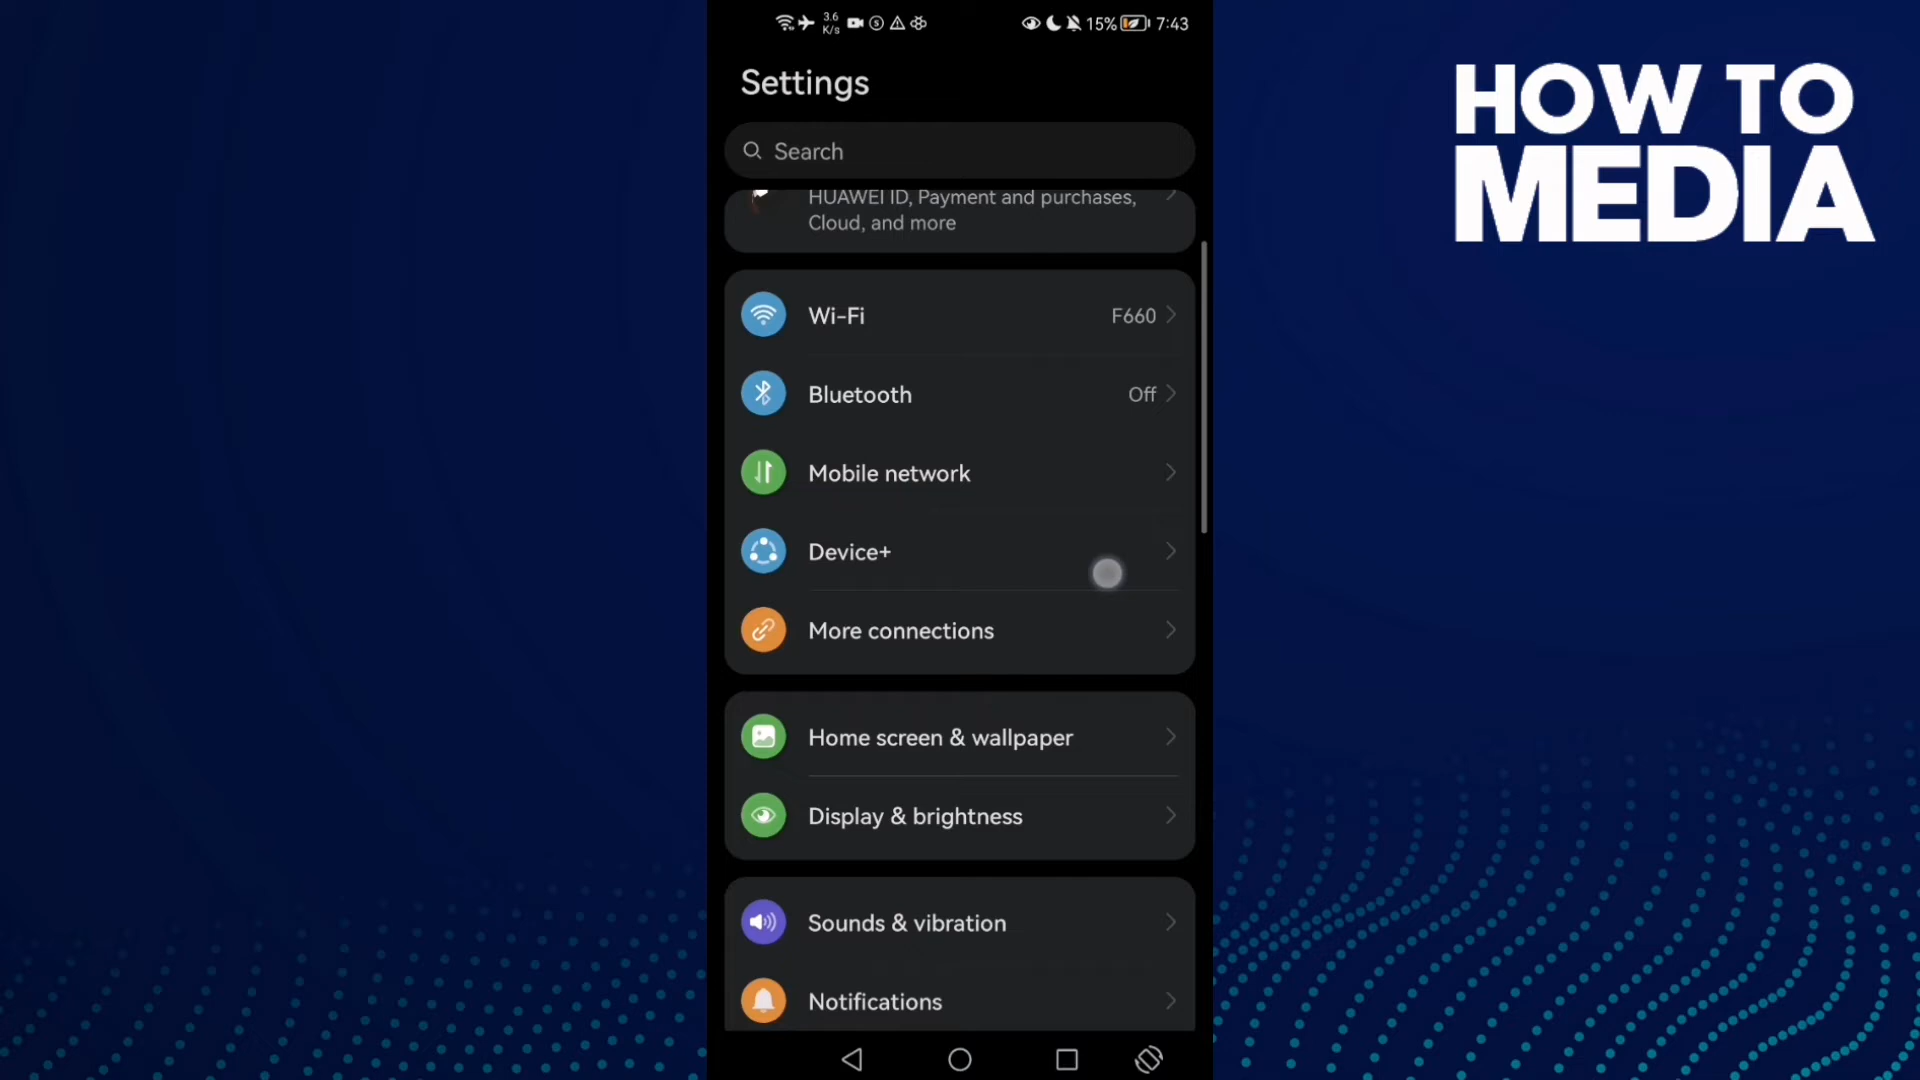 3.6
K/s
15%
7:43
Settings
Search
HUAWEI ID, Payment and purchases,
Cloud, and more
Wi-Fi
F660
Bluetooth
Off
Mobile network
Device+
More connections
Home screen & wallpaper
Display & brightness
Sounds & vibration
Notifications
HOW TO
MEDIA